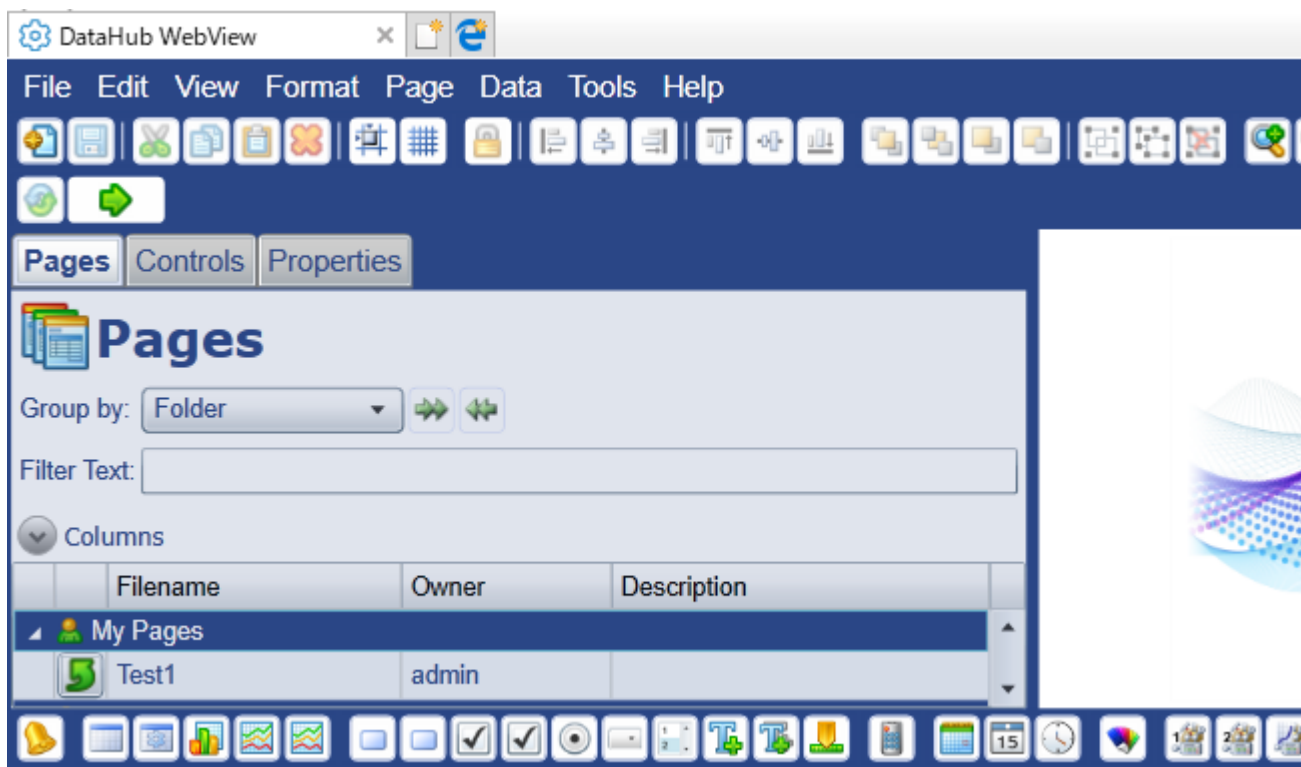 DataHub WebView
File Edit View Format Page Data Tools Help
Pages Controls Properties
Pages
Group by: Folder
Filter Text:
Columns
Filename Owner Description
My Pages
Test1 admin
15